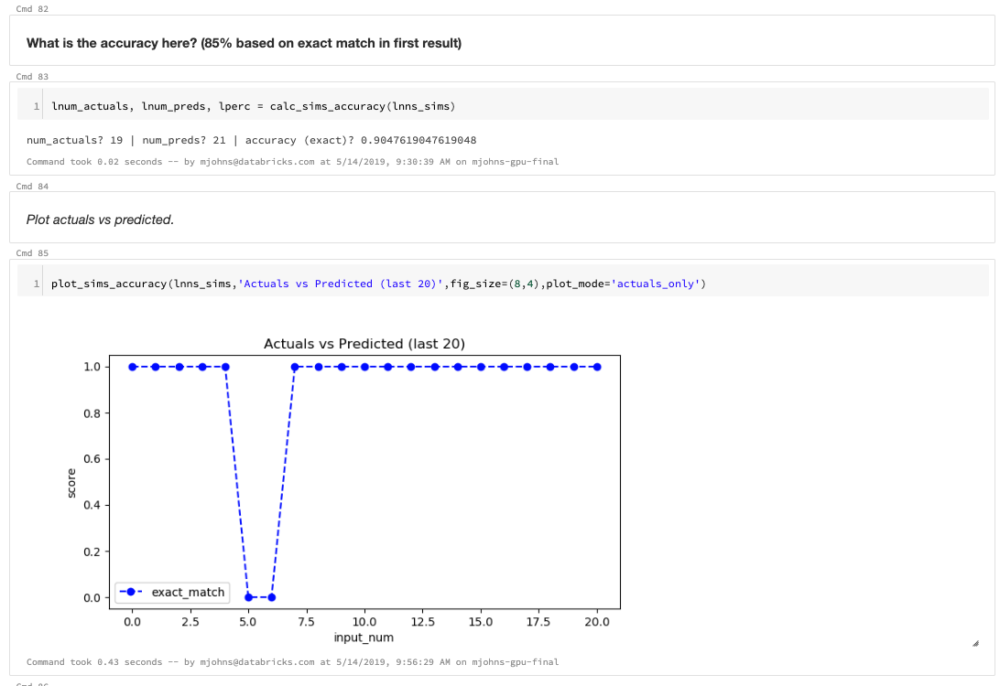 Cmd 82
What is the accuracy here? (85% based on exact match in first result)
Cmd 83
1 lnum_actuals, lnum_preds, lperc = calc_sims_accuracy(lnns_sims)
num_actuals? 19 | num_preds? 21 | accuracy (exact)? 0.9047619047619048
Command took 0.02 seconds -- by mjohns@databricks.com at 5/14/2019, 9:30:39 AM on mjohns-gpu-final
Cmd 84
Plot actuals vs predicted.
Cmd 85
1 plot_sims_accuracy(lnns_sims,'Actuals vs Predicted (last 20)',fig_size=(8,4),plot_mode='actuals_only')
Actuals vs Predicted (last 20)
1.0
0.8
0.6
0.4
0.2
0.0
score
exact_match
0.0 2.5 5.0 7.5 10.0 12.5 15.0 17.5 20.0
input_num
Command took 0.43 seconds -- by mjohns@databricks.com at 5/14/2019, 9:56:29 AM on mjohns-gpu-final